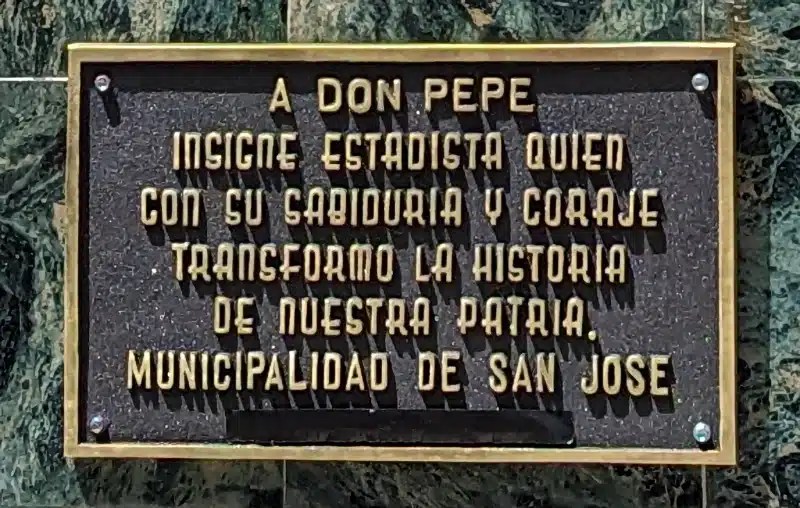 A DON PEPE
INSIGNE ESTADISTA QUIEN
CON SU SABIDURIA Y CORAJE
TRANSFORMO LA HISTORIA
DE NUESTRA PATRIA.
MUNICIPALIDAD DE SAN JOSE